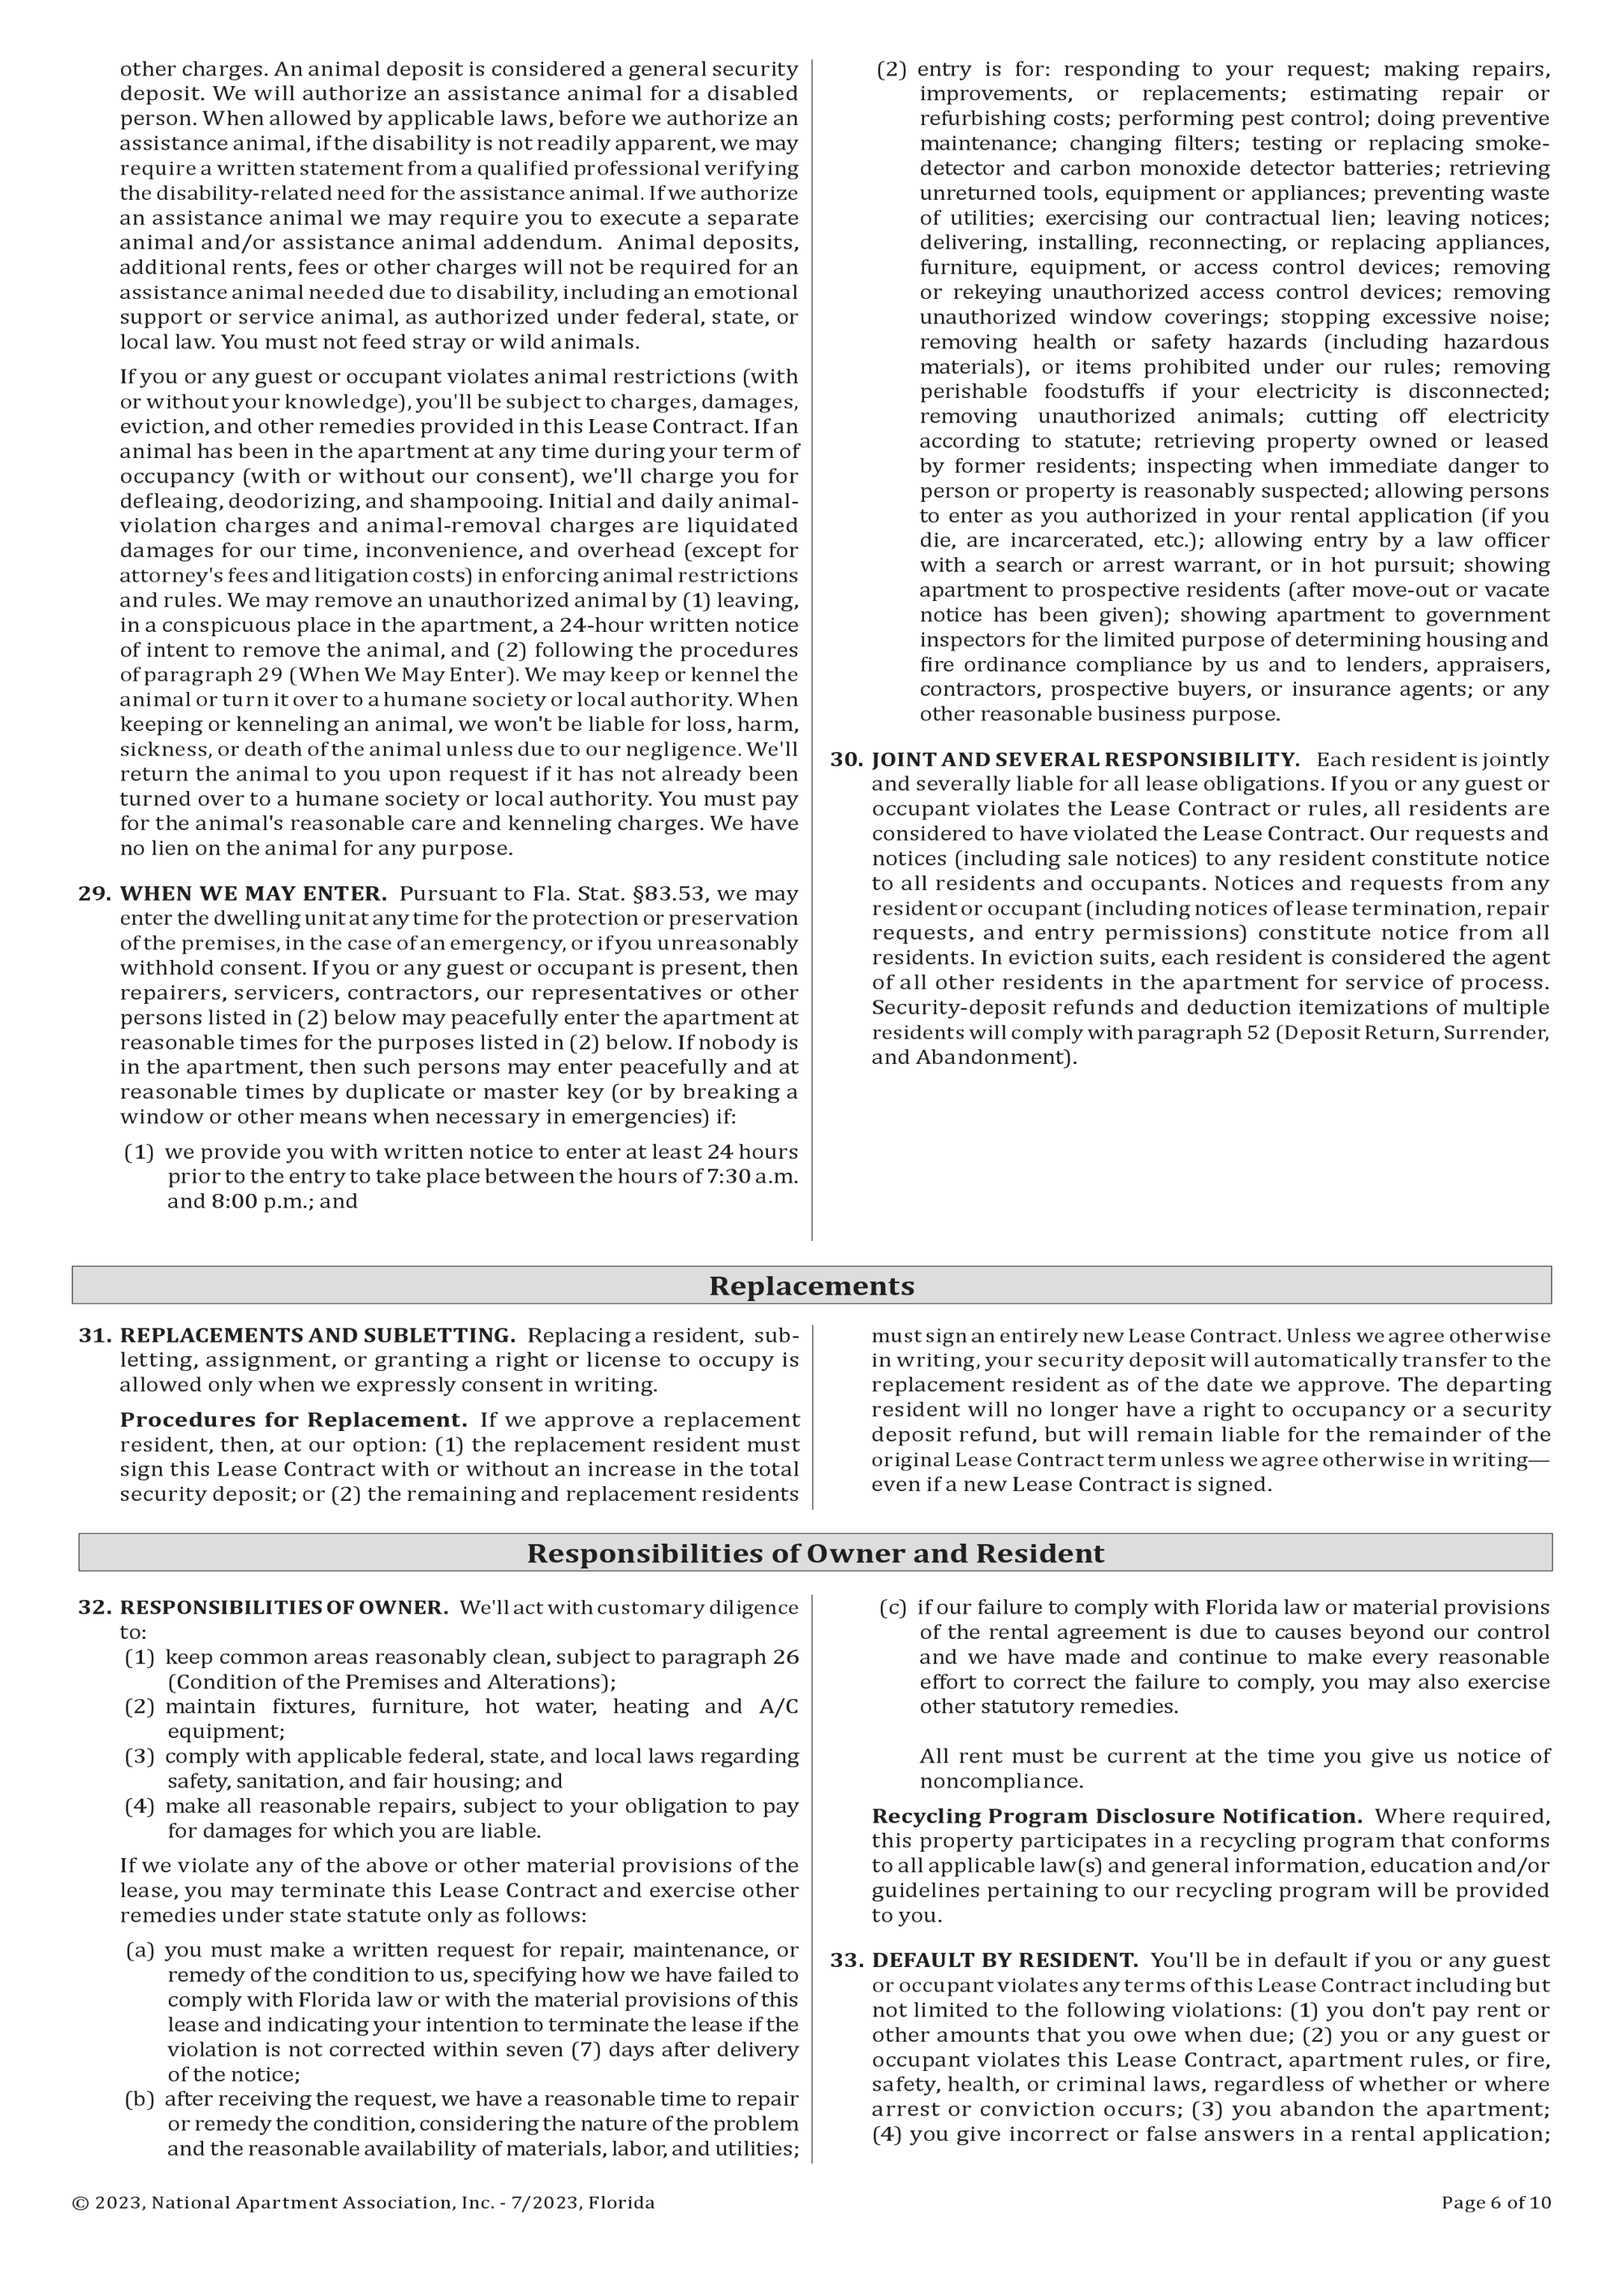 other charges. An animal deposit is considered a general security
deposit. We will authorize an assistance animal for a disabled
person. When allowed by applicable laws, before we authorize an
assistance animal, if the disability is not readily apparent, we may
require a written statement from a qualified professional verifying
the disability-related need for the assistance animal. If we authorize
an assistance animal we may require you to execute a separate
animal and/or assistance animal addendum. Animal deposits,
additional rents, fees or other charges will not be required for an
assistance animal needed due to disability, including an emotional
support or service animal, as authorized under federal, state, or
local law. You must not feed stray or wild animals.
If you or any guest or occupant violates animal restrictions (with
or without your knowledge), you'll be subject to charges, damages,
eviction, and other remedies provided in this Lease Contract. If an
animal has been in the apartment at any time during your term of
occupancy (with or without our consent), we'll charge you for
defleaing, deodorizing, and shampooing. Initial and daily animal-
violation charges and animal-removal charges are liquidated
damages for our time, inconvenience, and overhead (except for
attorney's fees and litigation costs) in enforcing animal restrictions
and rules. We may remove an unauthorized animal by (1) leaving,
in a conspicuous place in the apartment, a 24-hour written notice
of intent to remove the animal, and (2) following the procedures
of paragraph 29 (When We May Enter). We may keep or kennel the
animal or turn it over to a humane society or local authority. When
keeping or kenneling an animal, we won't be liable for loss, harm,
sickness, or death of the animal unless due to our negligence. We'll
return the animal to you upon request if it has not already been
turned over to a humane society or local authority. You must pay
for the animal's reasonable care and kenneling charges. We have
no lien on the animal for any purpose.
29. WHEN WE MAY ENTER. Pursuant to Fla. Stat. §83.53, we may
enter the dwelling unit at any time for the protection or preservation
of the premises, in the case of an emergency, or if you unreasonably
withhold consent. If you or any guest or occupant is present, then
repairers, servicers, contractors, our representatives or other
persons listed in (2) below may peacefully enter the apartment at
reasonable times for the purposes listed in (2) below. If nobody is
in the apartment, then such persons may enter peacefully and at
reasonable times by duplicate or master key (or by breaking a
window or other means when necessary in emergencies) if:
(1) we provide you with written notice to enter at least 24 hours
prior to the entry to take place between the hours of 7:30 a.m.
and 8:00 p.m.; and
(2) entry is for: responding to your request; making repairs,
improvements, or replacements; estimating repair or
refurbishing costs; performing pest control; doing preventive
maintenance; changing filters; testing or replacing smoke-
detector and carbon monoxide detector batteries; retrieving
unreturned tools, equipment or appliances; preventing waste
of utilities; exercising our contractual lien; leaving notices;
delivering, installing, reconnecting, or replacing appliances,
furniture, equipment, or access control devices; removing
or rekeying unauthorized access control devices; removing
unauthorized window coverings; stopping excessive noise;
removing health or safety hazards (including hazardous
materials), or items prohibited under our rules; removing
perishable foodstuffs if your electricity is disconnected;
removing unauthorized animals; cutting off electricity
according to statute; retrieving property owned or leased
by former residents; inspecting when immediate danger to
person or property is reasonably suspected; allowing persons
to enter as you authorized in your rental application (if you
die, are incarcerated, etc.); allowing entry by a law officer
with a search or arrest warrant, or in hot pursuit; showing
apartment to prospective residents (after move-out or vacate
notice has been given); showing apartment to government
inspectors for the limited purpose of determining housing and
fire ordinance compliance by us and to lenders, appraisers,
contractors, prospective buyers, or insurance agents; or any
other reasonable business purpose.
30. JOINT AND SEVERAL RESPONSIBILITY. Each resident is jointly
and severally liable for all lease obligations. If you or any guest or
occupant violates the Lease Contract or rules, all residents are
considered to have violated the Lease Contract. Our requests and
notices (including sale notices) to any resident constitute notice
to all residents and occupants. Notices and requests from any
resident or occupant (including notices of lease termination, repair
requests, and entry permissions) constitute notice from all
residents. In eviction suits, each resident is considered the agent
of all other residents in the apartment for service of process.
Security-deposit refunds and deduction itemizations of multiple
residents will comply with paragraph 52 (Deposit Return, Surrender,
and Abandonment).
Replacements
31. REPLACEMENTS AND SUBLETTING. Replacing a resident, sub-
letting, assignment, or granting a right or license to occupy is
allowed only when we expressly consent in writing.
Procedures for Replacement. If we approve a replacement
resident, then, at our option: (1) the replacement resident must
sign this Lease Contract with or without an increase in the total
security deposit; or (2) the remaining and replacement residents
must sign an entirely new Lease Contract. Unless we agree otherwise
in writing, your security deposit will automatically transfer to the
replacement resident as of the date we approve. The departing
resident will no longer have a right to occupancy or a security
deposit refund, but will remain liable for the remainder of the
original Lease Contract term unless we agree otherwise in writing—
even if a new Lease Contract is signed.
Responsibilities of Owner and Resident
32. RESPONSIBILITIES OF OWNER. We'll act with customary diligence
to:
(1) keep common areas reasonably clean, subject to paragraph 26
(Condition of the Premises and Alterations);
(2) maintain fixtures, furniture, hot water, heating and A/C
equipment;
(3) comply with applicable federal, state, and local laws regarding
safety, sanitation, and fair housing; and
(4) make all reasonable repairs, subject to your obligation to pay
for damages for which you are liable.
If we violate any of the above or other material provisions of the
lease, you may terminate this Lease Contract and exercise other
remedies under state statute only as follows:
(a) you must make a written request for repair, maintenance, or
remedy of the condition to us, specifying how we have failed to
comply with Florida law or with the material provisions of this
lease and indicating your intention to terminate the lease if the
violation is not corrected within seven (7) days after delivery
of the notice;
(b) after receiving the request, we have a reasonable time to repair
or remedy the condition, considering the nature of the problem
and the reasonable availability of materials, labor, and utilities;
(c) if our failure to comply with Florida law or material provisions
of the rental agreement is due to causes beyond our control
and we have made and continue to make every reasonable
effort to correct the failure to comply, you may also exercise
other statutory remedies.
All rent must be current at the time you give us notice of
noncompliance.
Recycling Program Disclosure Notification. Where required,
this property participates in a recycling program that conforms
to all applicable law(s) and general information, education and/or
guidelines pertaining to our recycling program will be provided
to you.
33. DEFAULT BY RESIDENT. You'll be in default if you or any guest
or occupant violates any terms of this Lease Contract including but
not limited to the following violations: (1) you don't pay rent or
other amounts that you owe when due; (2) you or any guest or
occupant violates this Lease Contract, apartment rules, or fire,
safety, health, or criminal laws, regardless of whether or where
arrest or conviction occurs; (3) you abandon the apartment;
(4) you give incorrect or false answers in a rental application;
© 2023, National Apartment Association, Inc. - 7/2023, Florida
Page 6 of 10